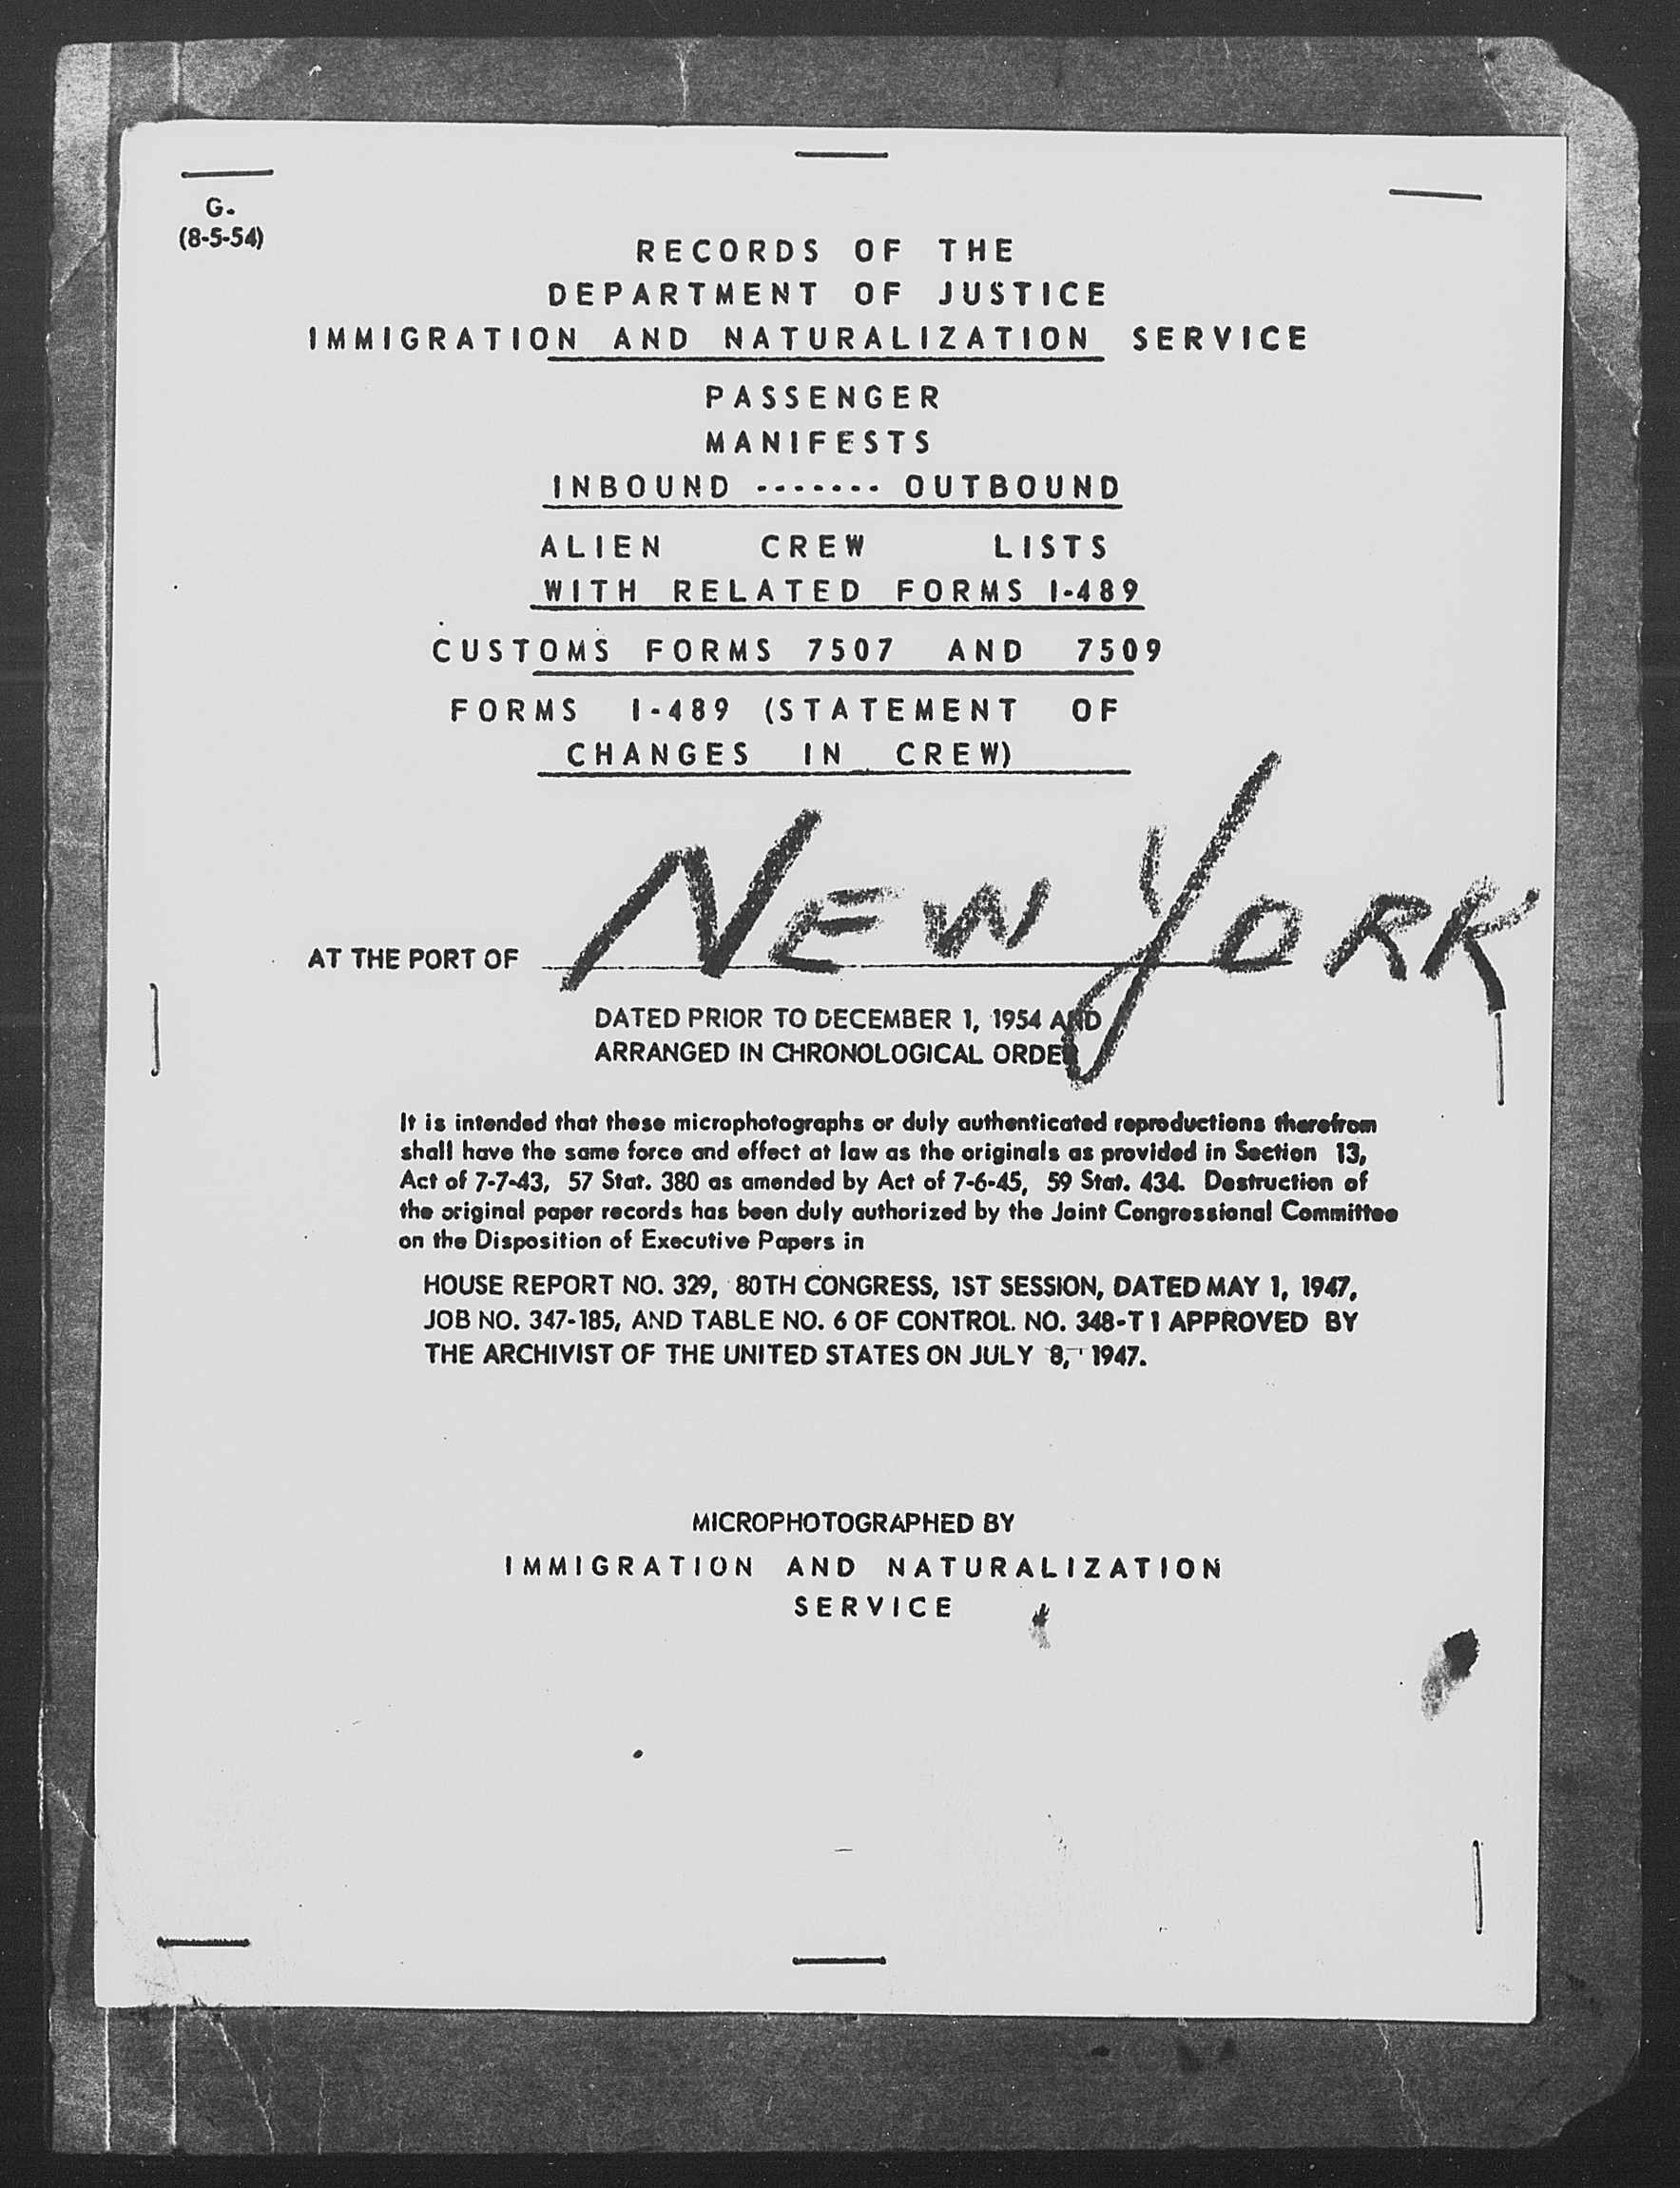 G.
(8-5-54)
RECORDS OF THE
DEPARTMENT OF JUSTICE
IMMIGRATION AND NATURALIZATION SERVICE
PASSENGER
MANIFESTS
INBOUND ------- OUTBOUND
ALIEN CREW LISTS
WITH RELATED FORMS I-489
CUSTOMS FORMS 7507 AND 7509
FORMS I-489 (STATEMENT OF
CHANGES IN CREW)
AT THE PORT OF NEW YORK
DATED PRIOR TO DECEMBER 1, 1954 AND
ARRANGED IN CHRONOLOGICAL ORDER
It is intended that these microphotographs or duly authenticated reproductions therefrom
shall have the same force and effect at law as the originals as provided in Section 13,
Act of 7-7-43, 57 Stat. 380 as amended by Act of 7-6-45, 59 Stat. 434. Destruction of
the original paper records has been duly authorized by the Joint Congressional Committee
on the Disposition of Executive Papers in
HOUSE REPORT NO. 329, 80TH CONGRESS, 1ST SESSION, DATED MAY 1, 1947,
JOB NO. 347-185, AND TABLE NO. 6 OF CONTROL NO. 348-T1 APPROVED BY
THE ARCHIVIST OF THE UNITED STATES ON JULY 8, 1947.
MICROPHOTOGRAPHED BY
IMMIGRATION AND NATURALIZATION
SERVICE